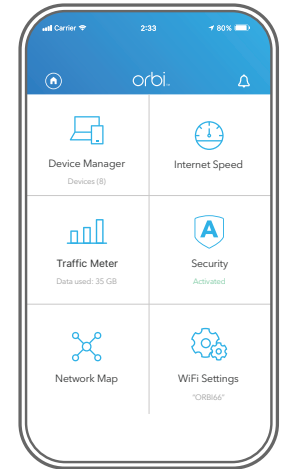 Carrier 2:33 80%
orbi™
Device Manager
Devices (8)
Internet Speed
Traffic Meter
Data used: 35 GB
A
Security
Activated
Network Map
WiFi Settings
"ORBI66"